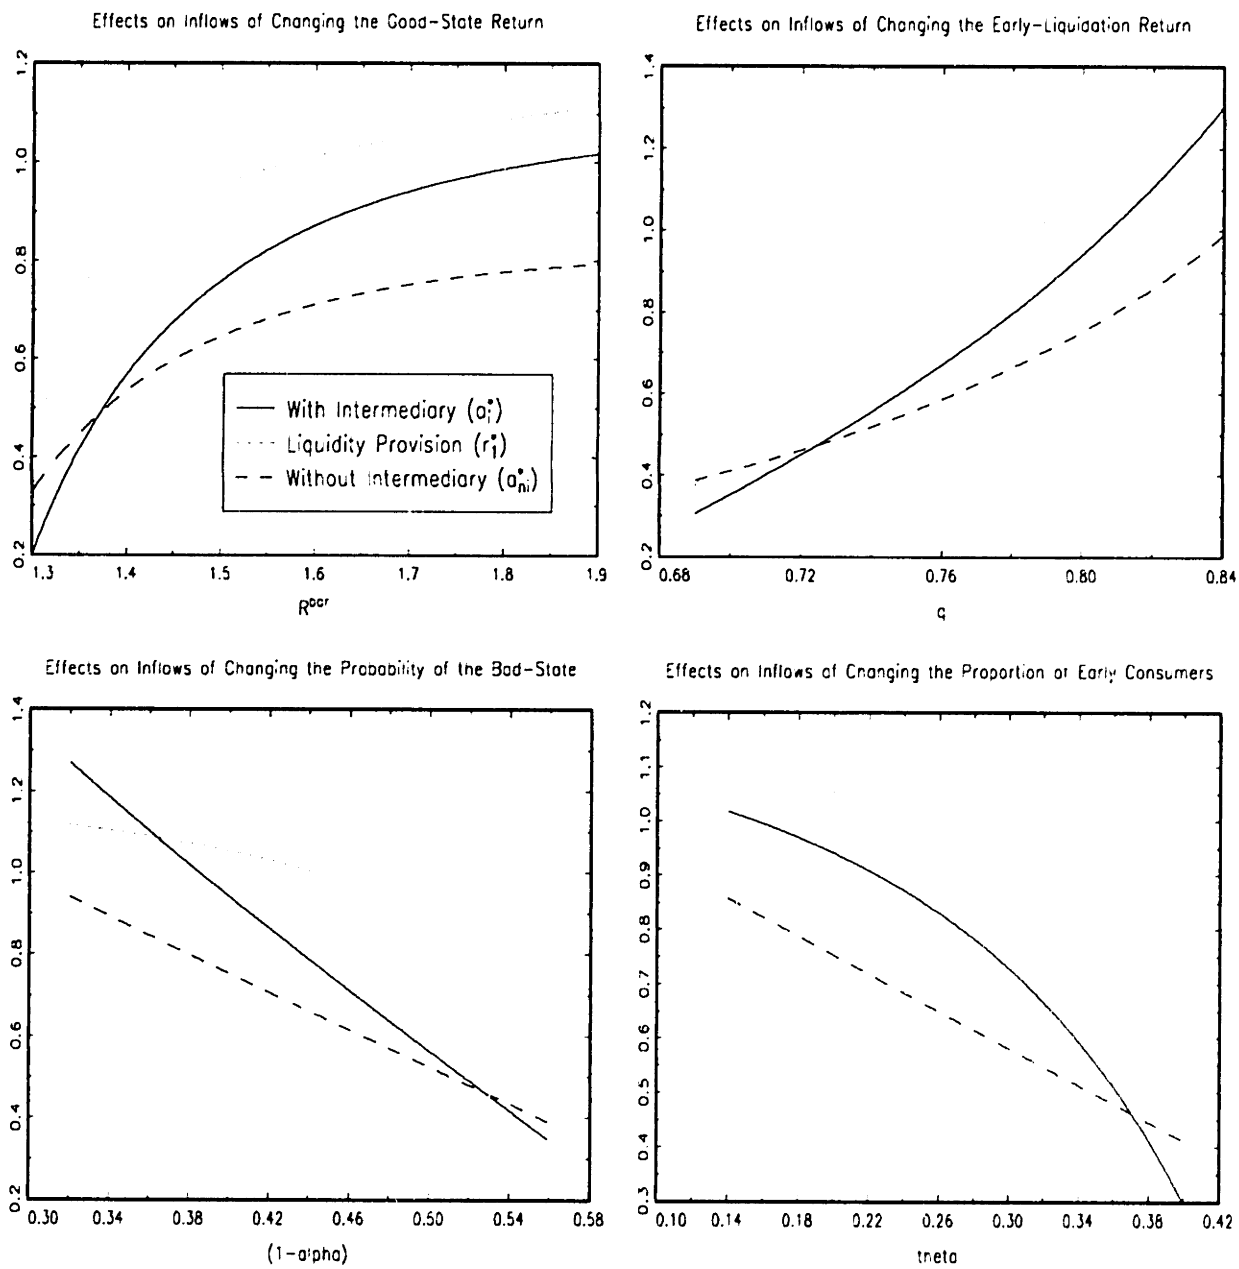 Effects on Inflows of Changing the Good-State Return
1.2
1.0
0.8
0.6
0.4
0.2
With Intermediary (a*i)
Liquidity Provision (r*1)
Without Intermediary (a*ni)
1.3 1.4 1.5 1.6 1.7 1.8 1.9
R^bar
Effects on Inflows of Changing the Early-Liquidation Return
1.4
1.2
1.0
0.8
0.6
0.4
0.2
0.68 0.72 0.76 0.80 0.84
q
Effects on Inflows of Changing the Probability of the Bad-State
1.4
1.2
1.0
0.8
0.6
0.4
0.2
0.30 0.34 0.38 0.42 0.46 0.50 0.54 0.58
(1-alpha)
Effects on Inflows of Changing the Proportion of Early Consumers
1.2
1.1
1.0
0.9
0.8
0.7
0.6
0.5
0.4
0.3
0.10 0.14 0.18 0.22 0.26 0.30 0.34 0.38 0.42
theta